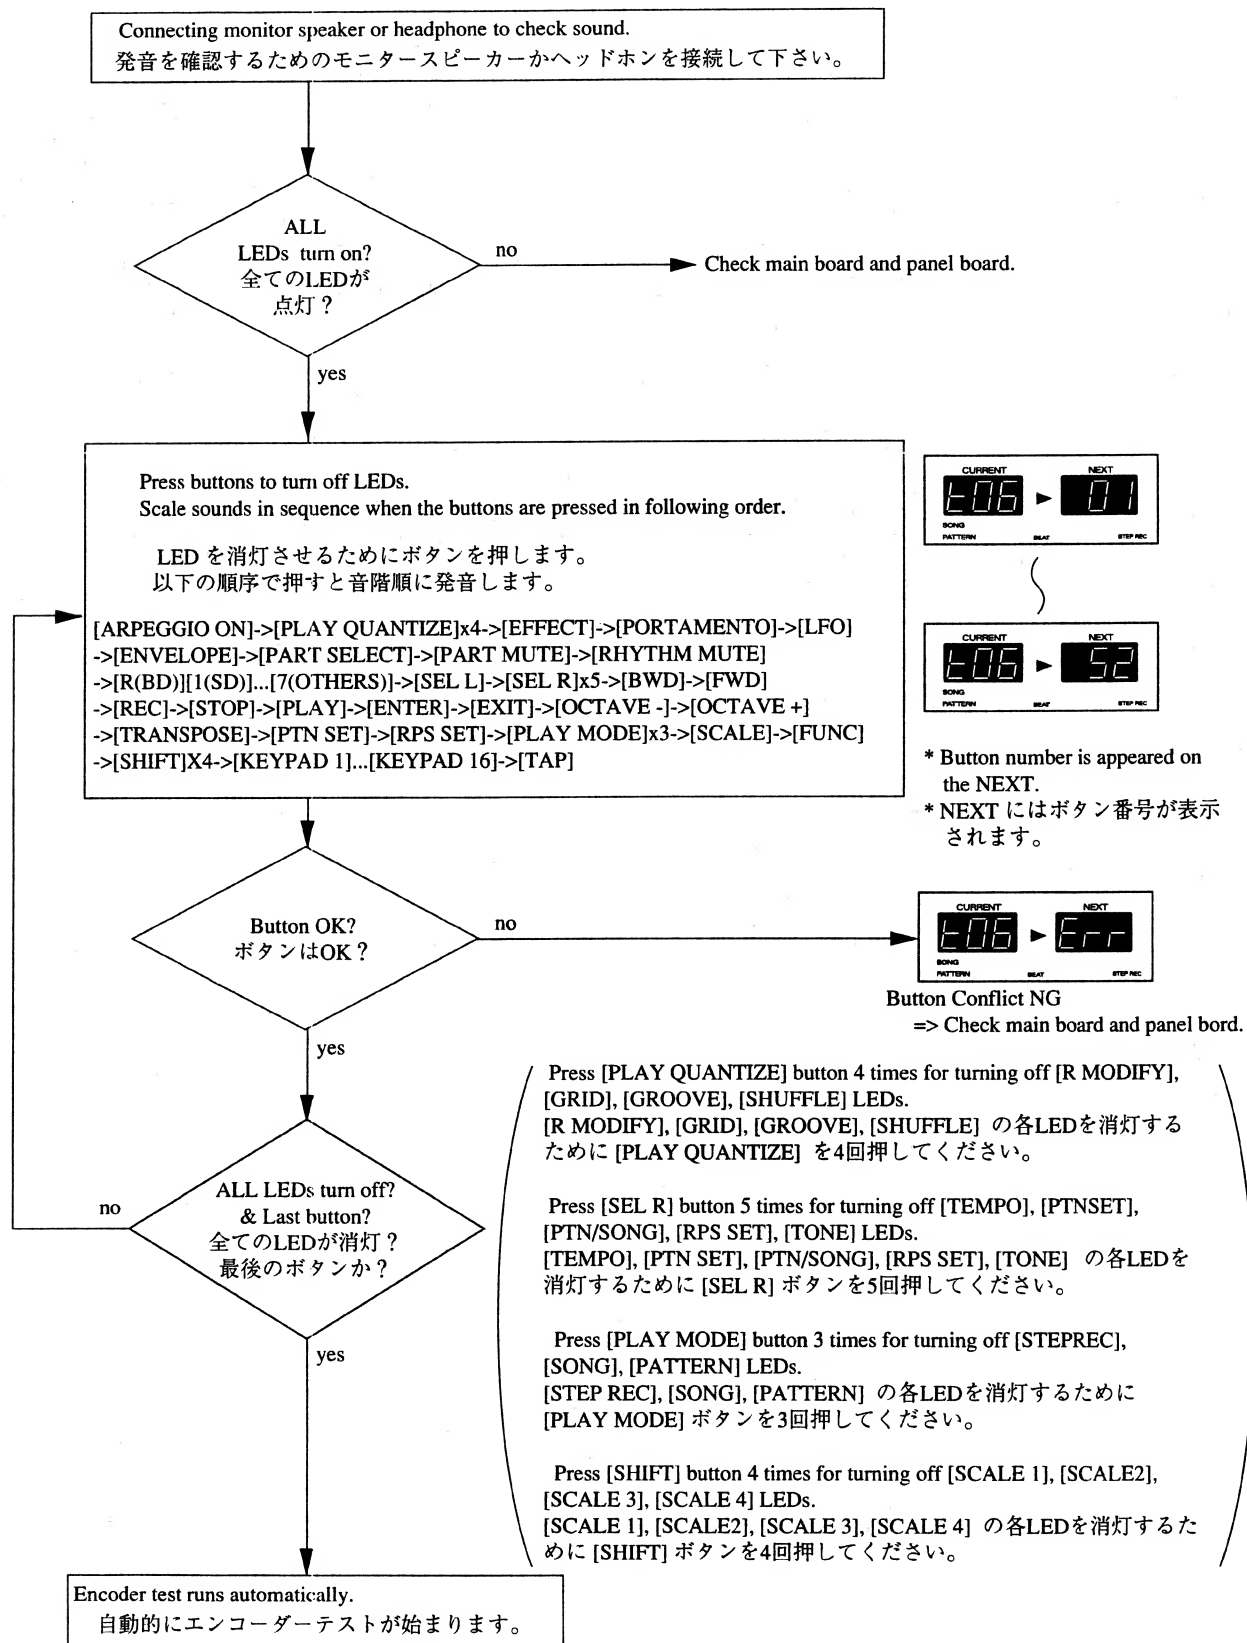 Connecting monitor speaker or headphone to check sound.
発音を確認するためのモニタースピーカーかヘッドホンを接続して下さい。
ALL
LEDs turn on?
全てのLEDが
点灯？
no
Check main board and panel board.
yes
Press buttons to turn off LEDs.
Scale sounds in sequence when the buttons are pressed in following order.
LED を消灯させるためにボタンを押します。
以下の順序で押すと音階順に発音します。
[ARPEGGIO ON]->[PLAY QUANTIZE]x4->[EFFECT]->[PORTAMENTO]->[LFO]
->[ENVELOPE]->[PART SELECT]->[PART MUTE]->[RHYTHM MUTE]
->[R(BD)][1(SD)]...[7(OTHERS)]->[SEL L]->[SEL R]x5->[BWD]->[FWD]
->[REC]->[STOP]->[PLAY]->[ENTER]->[EXIT]->[OCTAVE -]->[OCTAVE +]
->[TRANSPOSE]->[PTN SET]->[RPS SET]->[PLAY MODE]x3->[SCALE]->[FUNC]
->[SHIFT]X4->[KEYPAD 1]...[KEYPAD 16]->[TAP]
CURRENT NEXT
t06 01
SONG
PATTERN BEAT STEP REC
CURRENT NEXT
t06 52
SONG
PATTERN BEAT STEP REC
* Button number is appeared on
the NEXT.
* NEXT にはボタン番号が表示
されます。
Button OK?
ボタンはOK？
no
CURRENT NEXT
t06 Err
SONG
PATTERN BEAT STEP REC
Button Conflict NG
=> Check main board and panel bord.
yes
ALL LEDs turn off?
& Last button?
全てのLEDが消灯？
最後のボタンか？
no
yes
Press [PLAY QUANTIZE] button 4 times for turning off [R MODIFY],
[GRID], [GROOVE], [SHUFFLE] LEDs.
[R MODIFY], [GRID], [GROOVE], [SHUFFLE] の各LEDを消灯する
ために [PLAY QUANTIZE] を4回押してください。
Press [SEL R] button 5 times for turning off [TEMPO], [PTNSET],
[PTN/SONG], [RPS SET], [TONE] LEDs.
[TEMPO], [PTN SET], [PTN/SONG], [RPS SET], [TONE] の各LEDを
消灯するために [SEL R] ボタンを5回押してください。
Press [PLAY MODE] button 3 times for turning off [STEPREC],
[SONG], [PATTERN] LEDs.
[STEP REC], [SONG], [PATTERN] の各LEDを消灯するために
[PLAY MODE] ボタンを3回押してください。
Press [SHIFT] button 4 times for turning off [SCALE 1], [SCALE2],
[SCALE 3], [SCALE 4] LEDs.
[SCALE 1], [SCALE2], [SCALE 3], [SCALE 4] の各LEDを消灯するた
めに [SHIFT] ボタンを4回押してください。
Encoder test runs automatically.
自動的にエンコーダーテストが始まります。